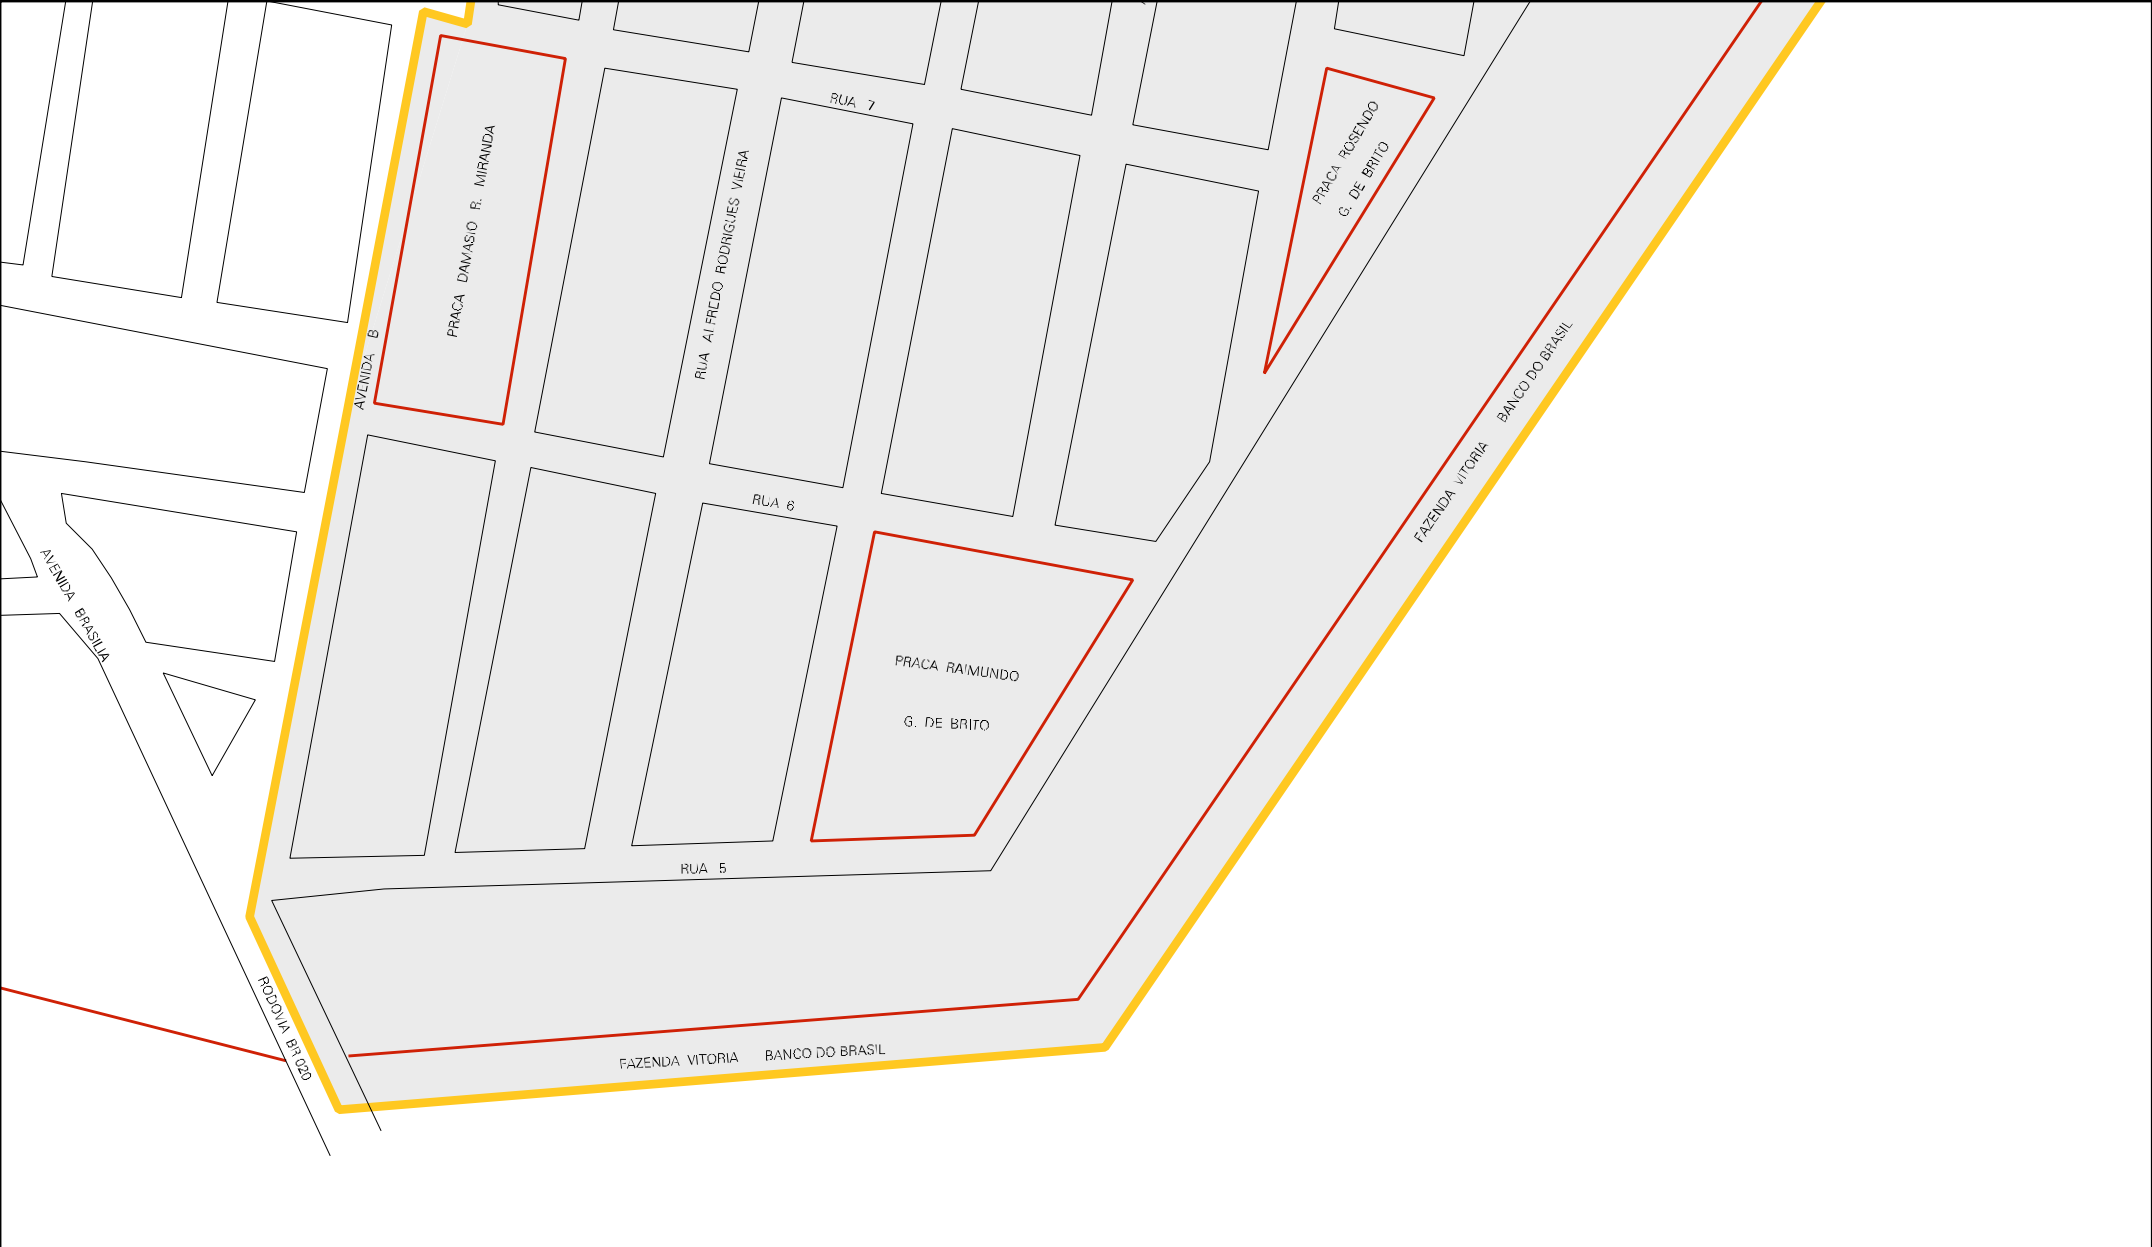 RUA 7
PRACA ROSENDO
G. DE BRITO
PRACA DAMASIO R. MIRANDA
RUA ALFREDO RODRIGUES VIEIRA
AVENIDA B
FAZENDA VITORIA BANCO DO BRASIL
RUA 6
AVENIDA BRASILIA
PRACA RAIMUNDO
G. DE BRITO
RUA 5
RODOVIA BR 020
FAZENDA VITORIA BANCO DO BRASIL